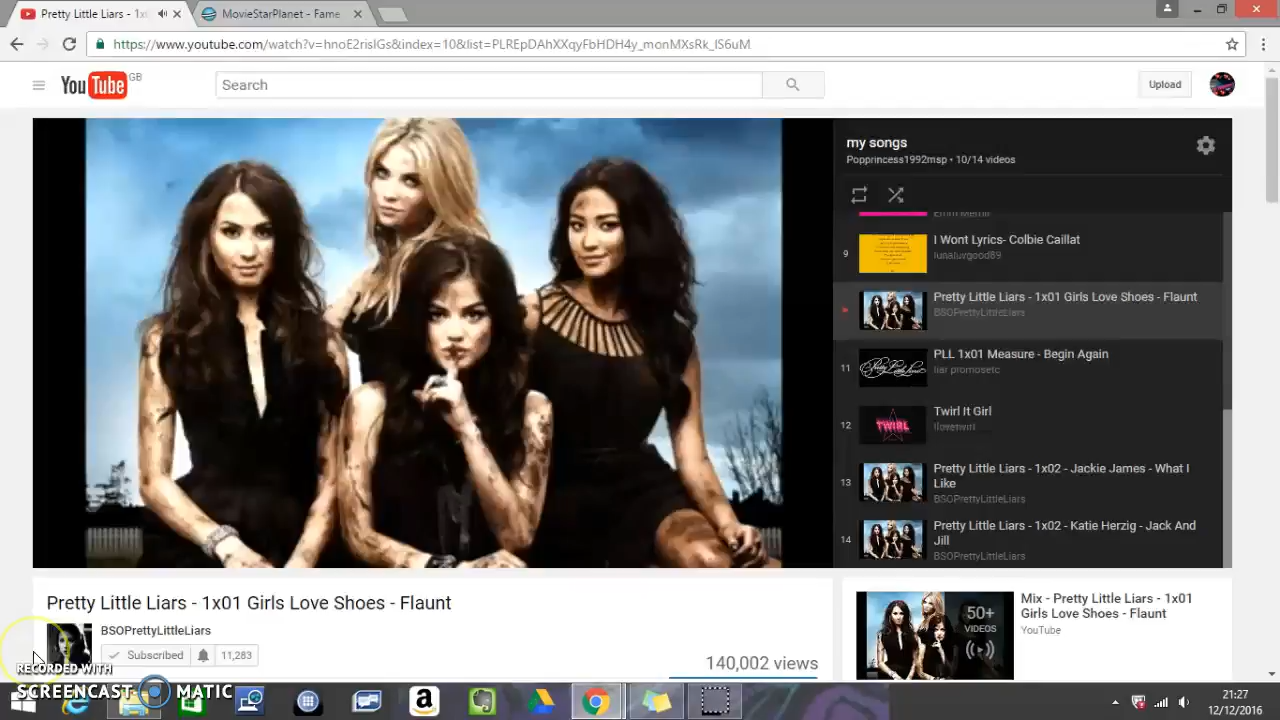 Pretty Little Liars - 1x
MovieStarPlanet - Fame
https://www.youtube.com/watch?v=hnoE2risIGs&index=10&list=PLREpDAhXXqyFbHDH4y_monMXsRk_IS6uM
YouTube GB
Search
Upload
my songs
Popprincess1992msp • 10/14 videos
9
I Wont Lyrics- Colbie Caillat
lunaluvgood89
Pretty Little Liars - 1x01 Girls Love Shoes - Flaunt
BSOPrettyLittleLiars
11
PLL 1x01 Measure - Begin Again
liar promosetc
12
TWIRL
Twirl It Girl
Ilovetwirl
13
Pretty Little Liars - 1x02 - Jackie James - What I
Like
BSOPrettyLittleLiars
14
Pretty Little Liars - 1x02 - Katie Herzig - Jack And
Jill
BSOPrettyLittleLiars
Pretty Little Liars - 1x01 Girls Love Shoes - Flaunt
BSOPrettyLittleLiars
Subscribed
11,283
140,002 views
50+
VIDEOS
Mix - Pretty Little Liars - 1x01
Girls Love Shoes - Flaunt
YouTube
RECORDED WITH
SCREENCAST MATIC
21:27
12/12/2016